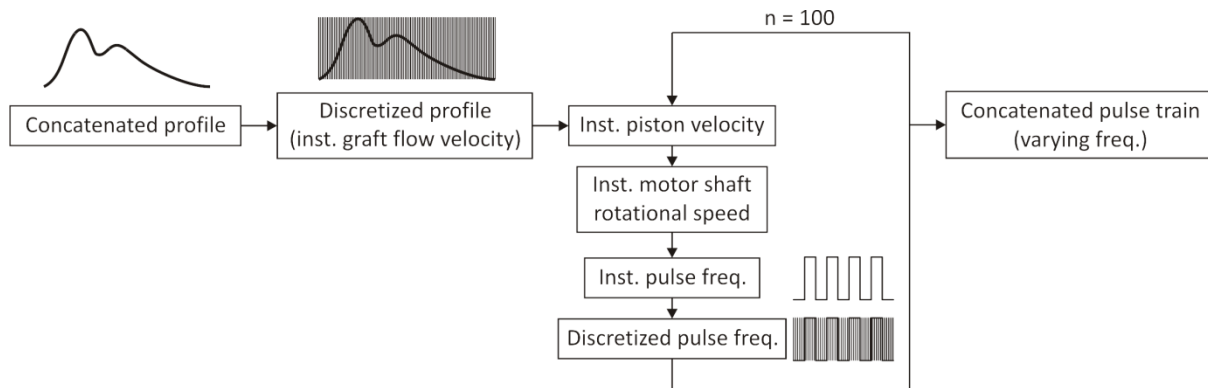 n = 100
Concatenated profile
Discretized profile
(inst. graft flow velocity)
Inst. piston velocity
Concatenated pulse train
(varying freq.)
Inst. motor shaft
rotational speed
Inst. pulse freq.
Discretized pulse freq.